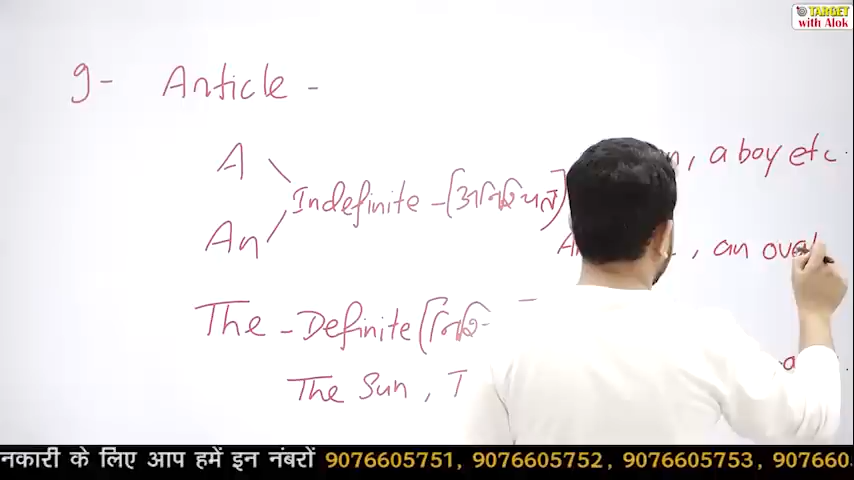 TARGET
with Alok
9- Article -
A
a boy etc.
Indefinite - (अनिश्चित)
An
, an oval
The - Definite (निश्चि-
The Sun, T
नकारी के लिए आप हमें इन नंबरों 9076605751, 9076605752, 9076605753, 907660